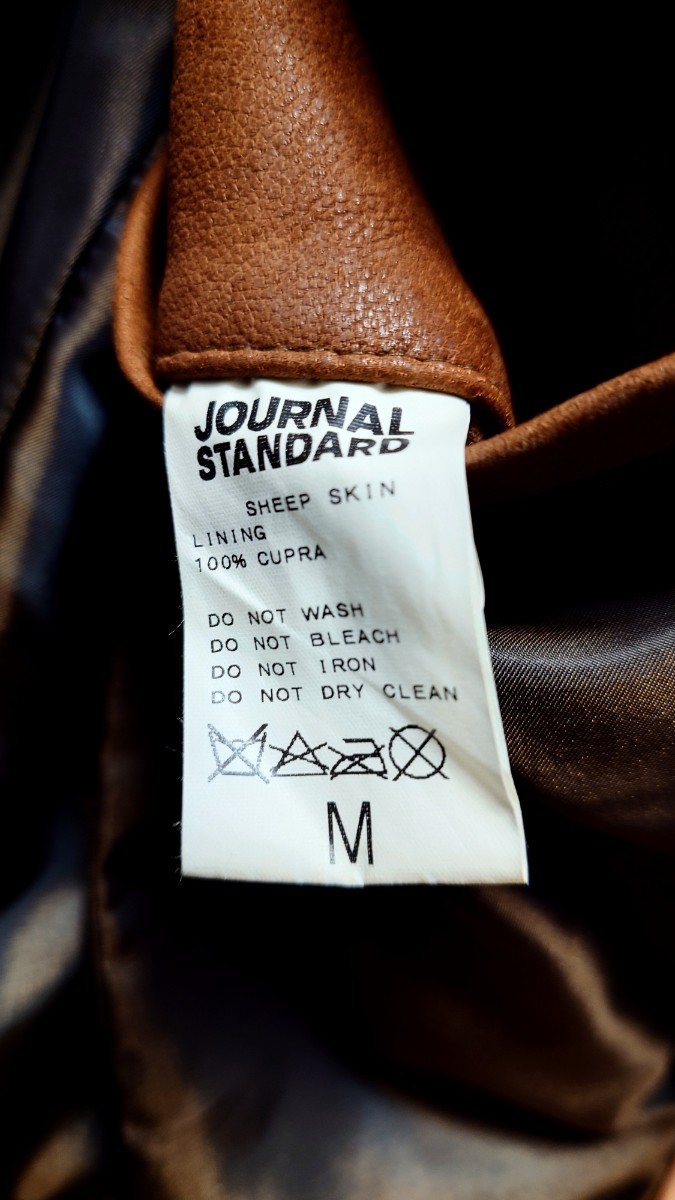 JOURNAL
STANDARD
SHEEP SKIN
LINING
100% CUPRA
DO NOT WASH
DO NOT BLEACH
DO NOT IRON
DO NOT DRY CLEAN
M